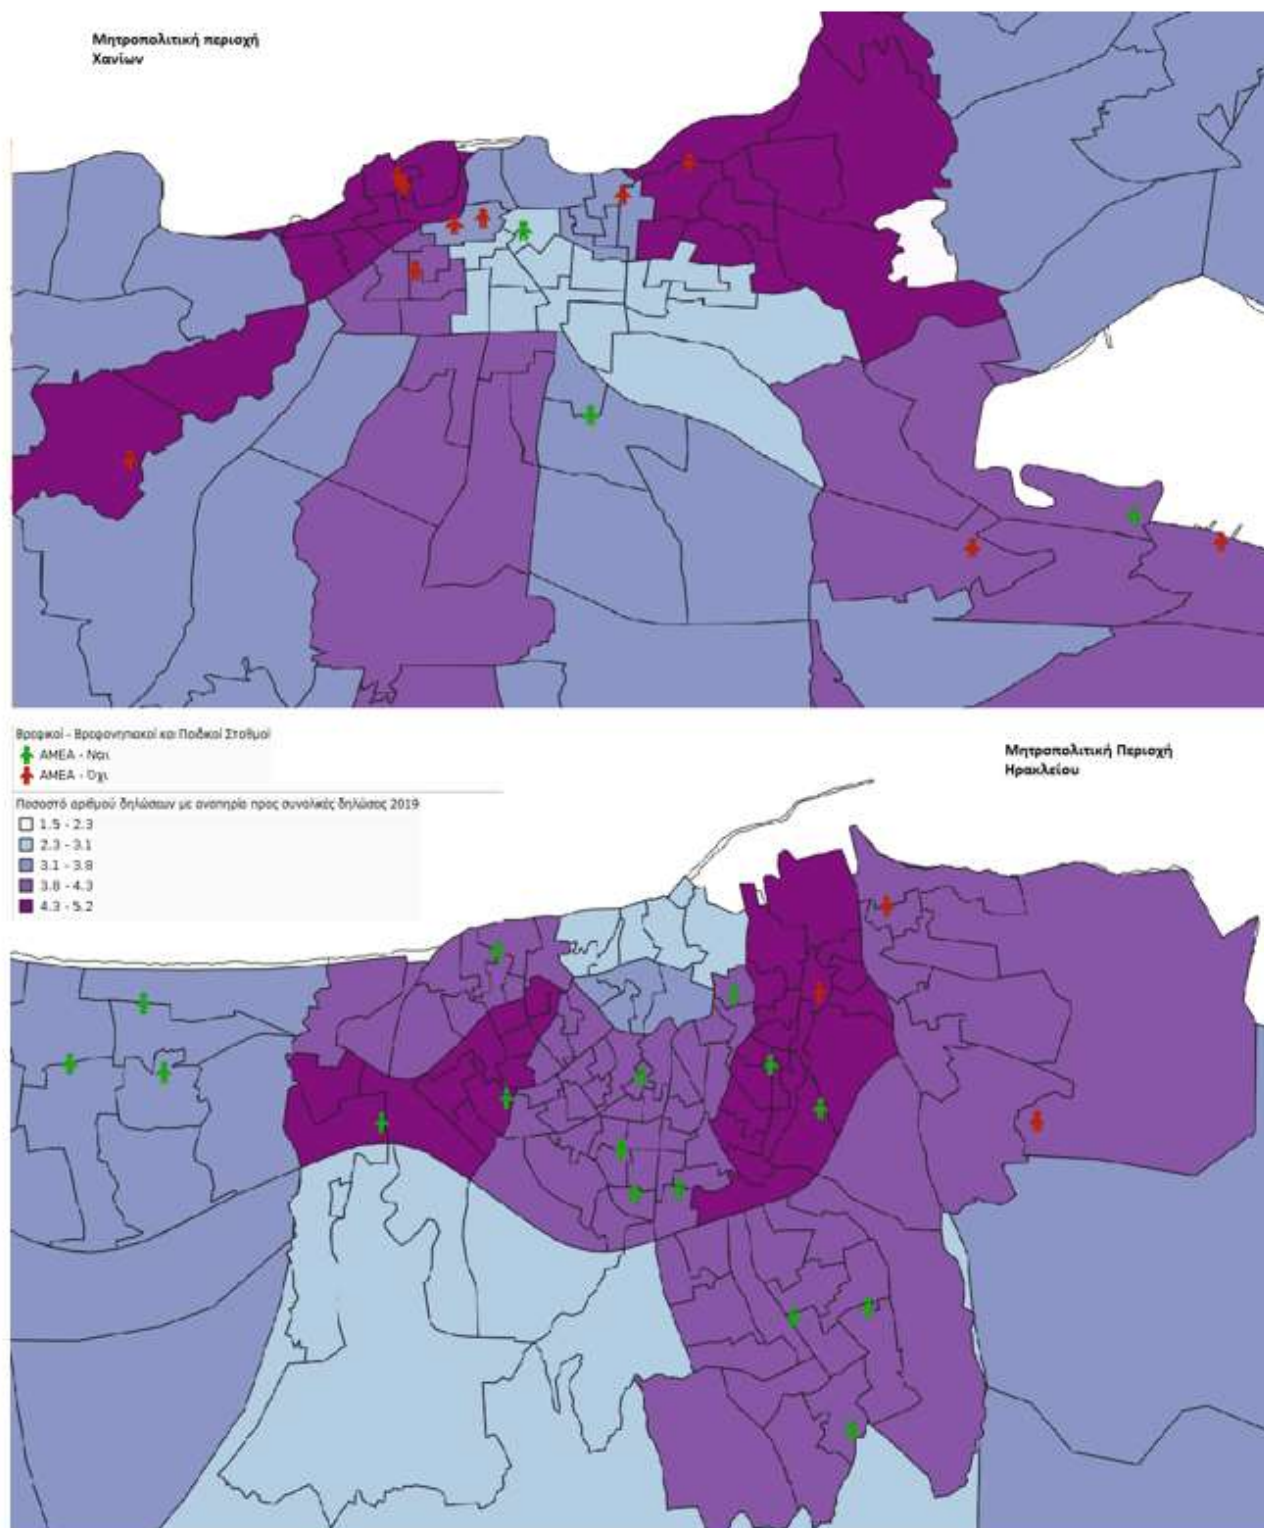 Μητροπολιτική περιοχή
Χανίων
Βρεφικοί - Βρεφονηπιακοί και Παιδικοί Σταθμοί
ΑΜΕΑ - Ναι
ΑΜΕΑ - Όχι
Ποσοστό αριθμού δηλώσεων με αναπηρία προς συνολικές δηλώσεις 2019
1.5 - 2.3
2.3 - 3.1
3.1 - 3.8
3.8 - 4.3
4.3 - 5.2
Μητροπολιτική Περιοχή
Ηρακλείου